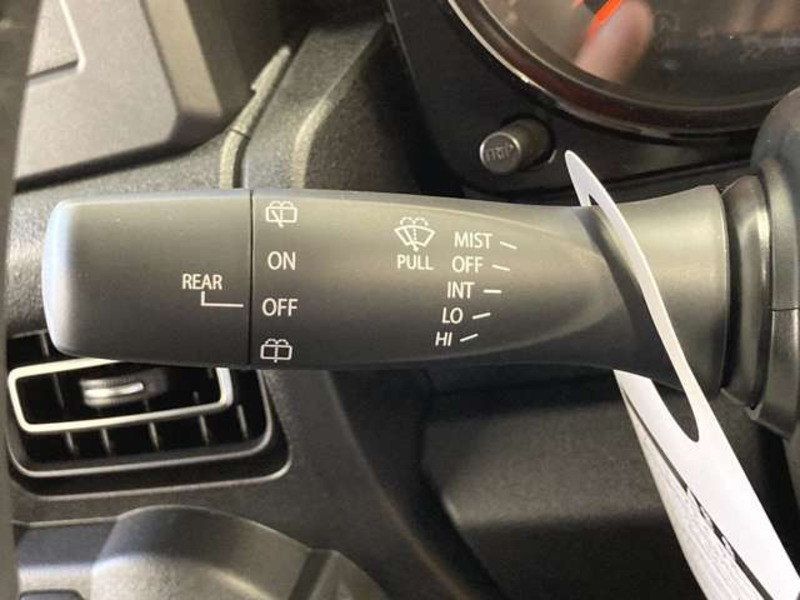 REAR
ON
OFF
PULL
MIST
OFF
INT
LO
HI